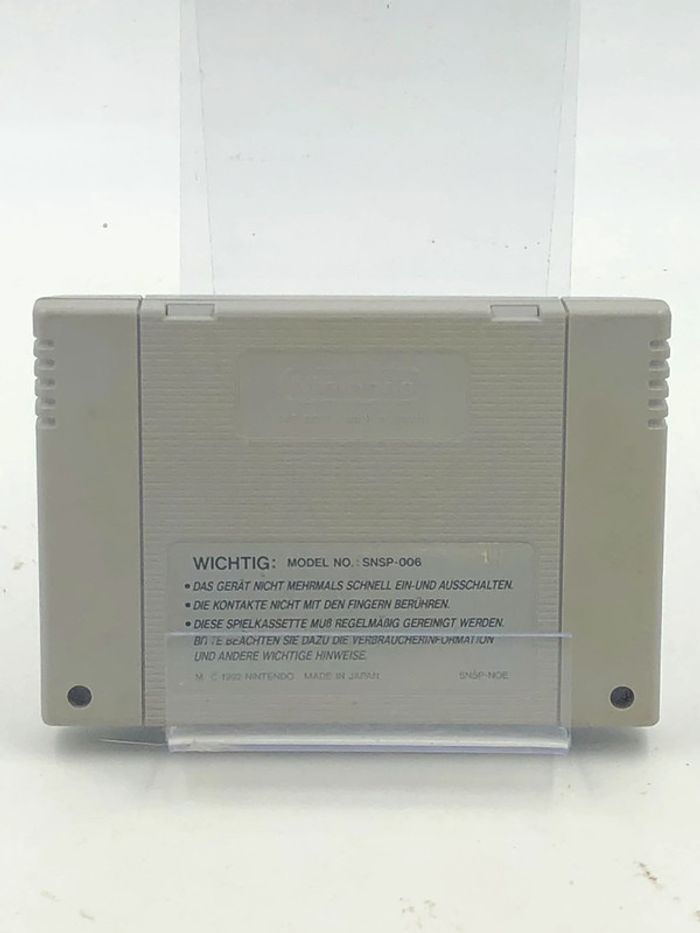 Nintendo
WICHTIG: MODEL NO.: SNSP-006
• DAS GERÄT NICHT MEHRMALS SCHNELL EIN-UND AUSSCHALTEN.
• DIE KONTAKTE NICHT MIT DEN FINGERN BERÜHREN.
• DIESE SPIELKASSETTE MUß REGELMÄßIG GEREINIGT WERDEN.
BITTE BEACHTEN SIE DAZU DIE VERBRAUCHERINFORMATION
UND ANDERE WICHTIGE HINWEISE.
M © 1992 NINTENDO MADE IN JAPAN SNSP-NOE